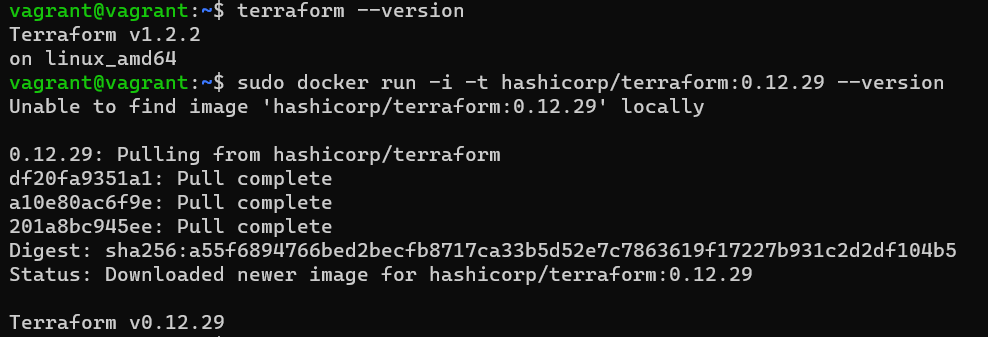 vagrant@vagrant:~$ terraform --version
Terraform v1.2.2
on linux_amd64
vagrant@vagrant:~$ sudo docker run -i -t hashicorp/terraform:0.12.29 --version
Unable to find image 'hashicorp/terraform:0.12.29' locally
0.12.29: Pulling from hashicorp/terraform
df20fa9351a1: Pull complete
a10e80ac6f9e: Pull complete
201a8bc945ee: Pull complete
Digest: sha256:a55f6894766bed2becfb8717ca33b5d52e7c7863619f17227b931c2d2df104b5
Status: Downloaded newer image for hashicorp/terraform:0.12.29
Terraform v0.12.29